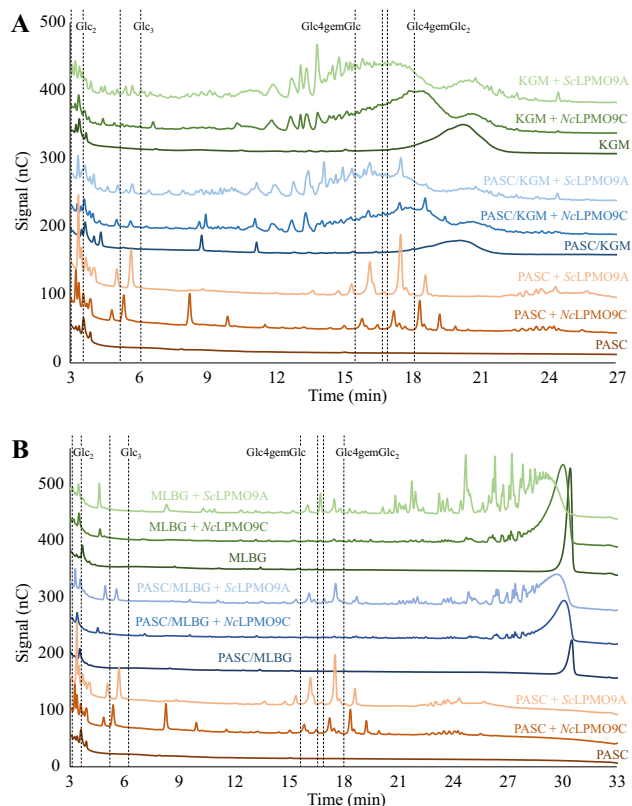 A
500
400
300
200
100
0
Signal (nC)
Glc2
Glc3
Glc4gemGlc
Glc4gemGlc2
KGM + ScLPMO9A
KGM + NcLPMO9C
KGM
PASC/KGM + ScLPMO9A
PASC/KGM + NcLPMO9C
PASC/KGM
PASC + ScLPMO9A
PASC + NcLPMO9C
PASC
3 6 9 12 15 18 21 24 27
Time (min)
B
500
400
300
200
100
0
Signal (nC)
Glc2
Glc3
Glc4gemGlc
Glc4gemGlc2
MLBG + ScLPMO9A
MLBG + NcLPMO9C
MLBG
PASC/MLBG + ScLPMO9A
PASC/MLBG + NcLPMO9C
PASC/MLBG
PASC + ScLPMO9A
PASC + NcLPMO9C
PASC
3 6 9 12 15 18 21 24 27 30 33
Time (min)